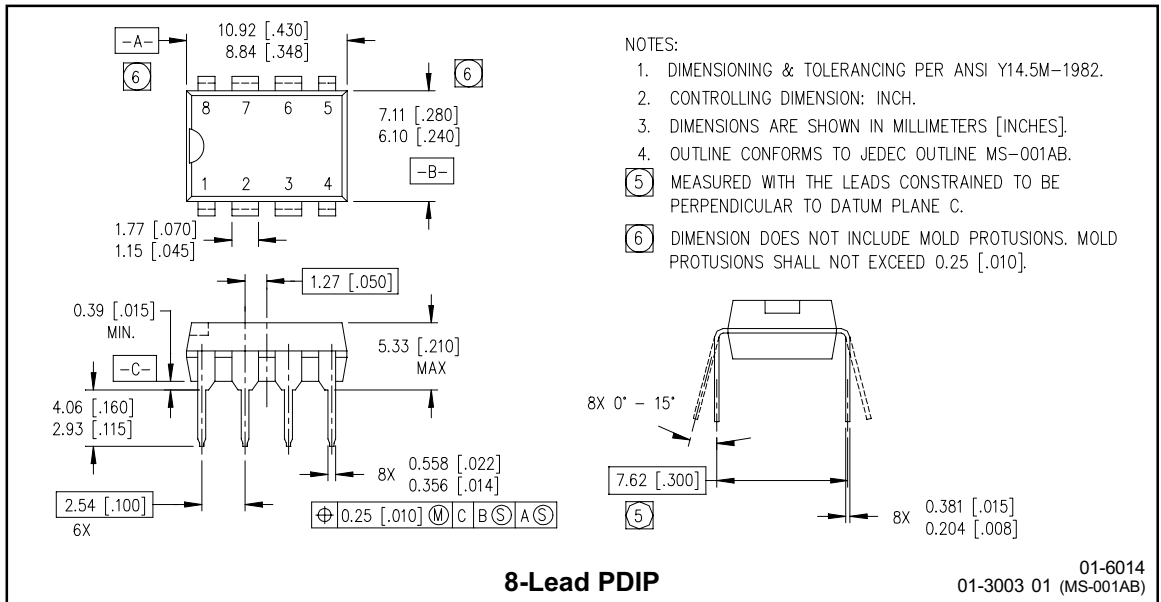 -A-
10.92 [.430]
8.84 [.348]
6
6
8 7 6 5
1 2 3 4
7.11 [.280]
6.10 [.240]
-B-
1.77 [.070]
1.15 [.045]
1.27 [.050]
0.39 [.015]
MIN.
-C-
5.33 [.210]
MAX
4.06 [.160]
2.93 [.115]
2.54 [.100]
6X
8X 0.558 [.022]
0.356 [.014]
⌖ 0.25 [.010] Ⓜ C B Ⓢ A Ⓢ
NOTES:
1. DIMENSIONING & TOLERANCING PER ANSI Y14.5M-1982.
2. CONTROLLING DIMENSION: INCH.
3. DIMENSIONS ARE SHOWN IN MILLIMETERS [INCHES].
4. OUTLINE CONFORMS TO JEDEC OUTLINE MS-001AB.
5 MEASURED WITH THE LEADS CONSTRAINED TO BE
PERPENDICULAR TO DATUM PLANE C.
6 DIMENSION DOES NOT INCLUDE MOLD PROTUSIONS. MOLD
PROTUSIONS SHALL NOT EXCEED 0.25 [.010].
8X 0° - 15°
7.62 [.300]
5
8X 0.381 [.015]
0.204 [.008]
8-Lead PDIP
01-6014
01-3003 01 (MS-001AB)